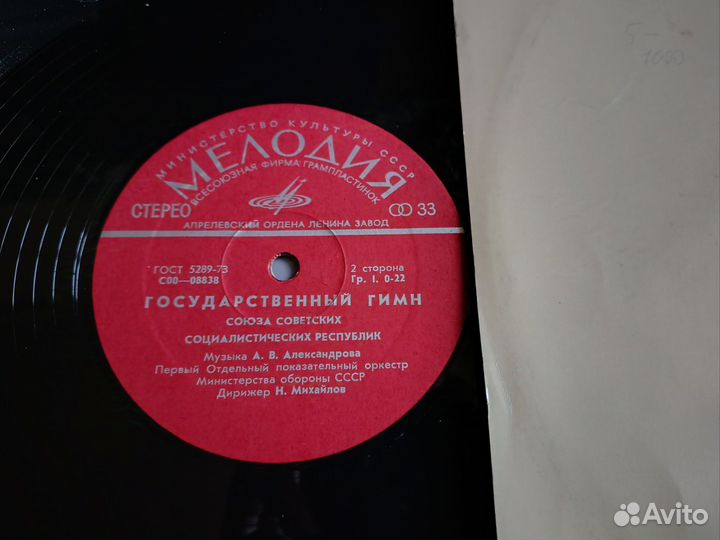 МИНИСТЕРСТВО КУЛЬТУРЫ СССР
МЕЛОДИЯ
ВСЕСОЮЗНАЯ ФИРМА ГРАМПЛАСТИНОК
СТЕРЕО
33
АПРЕЛЕВСКИЙ ОРДЕНА ЛЕНИНА ЗАВОД
ГОСТ 5289-73
С00—08838
2 сторона
Гр. I. 0-22
ГОСУДАРСТВЕННЫЙ ГИМН
СОЮЗА СОВЕТСКИХ
СОЦИАЛИСТИЧЕСКИХ РЕСПУБЛИК
Музыка А. В. Александрова
Первый Отдельный показательный оркестр
Министерства обороны СССР
Дирижер Н. Михайлов
5-
Avito